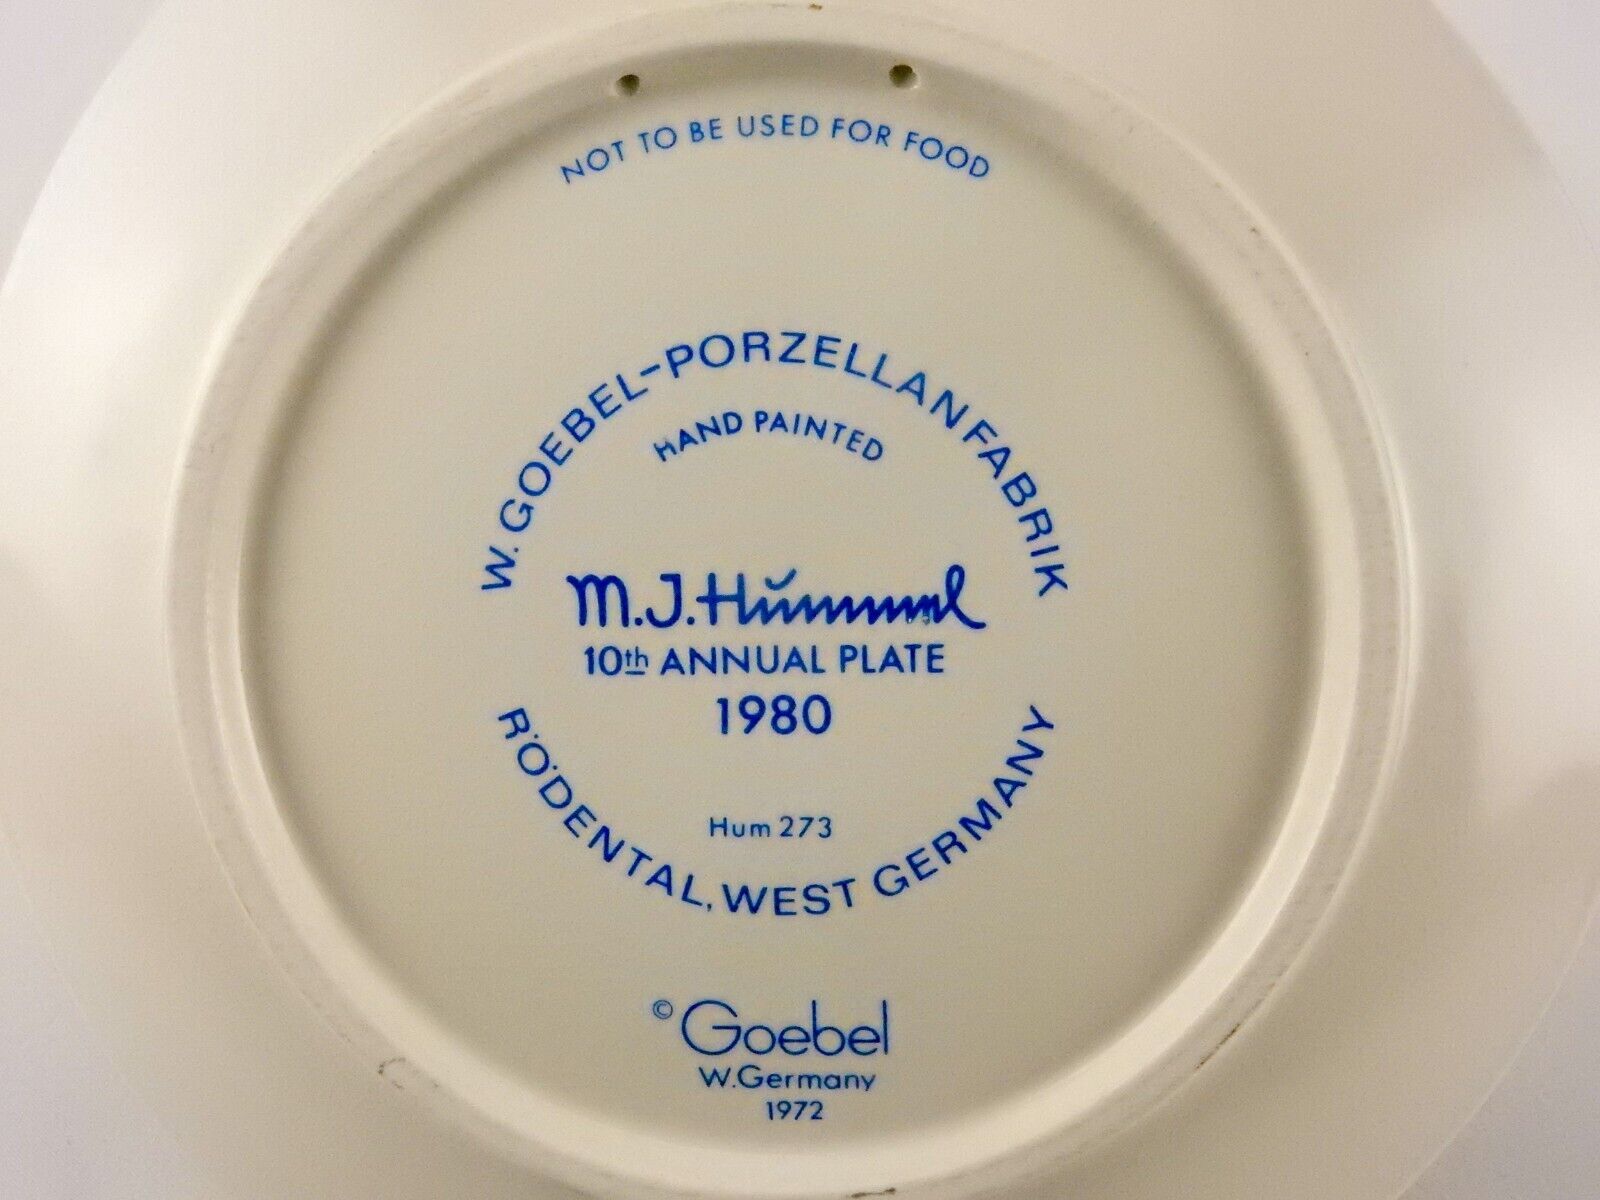 NOT TO BE USED FOR FOOD
W. GOEBEL-PORZELLANFABRIK
HAND PAINTED
M.J. Hummel
10th ANNUAL PLATE
1980
Hum 273
RÖDENTAL, WEST GERMANY
© Goebel
W.Germany
1972